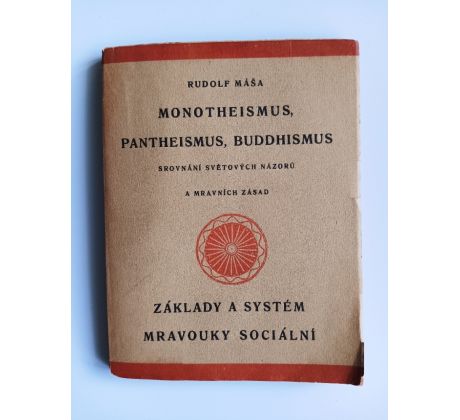 RUDOLF MÁŠA
MONOTHEISMUS,
PANTHEISMUS, BUDDHISMUS
SROVNÁNÍ SVĚTOVÝCH NÁZORŮ
A MRAVNÍCH ZÁSAD
ZÁKLADY A SYSTÉM
MRAVOUKY SOCIÁLNÍ